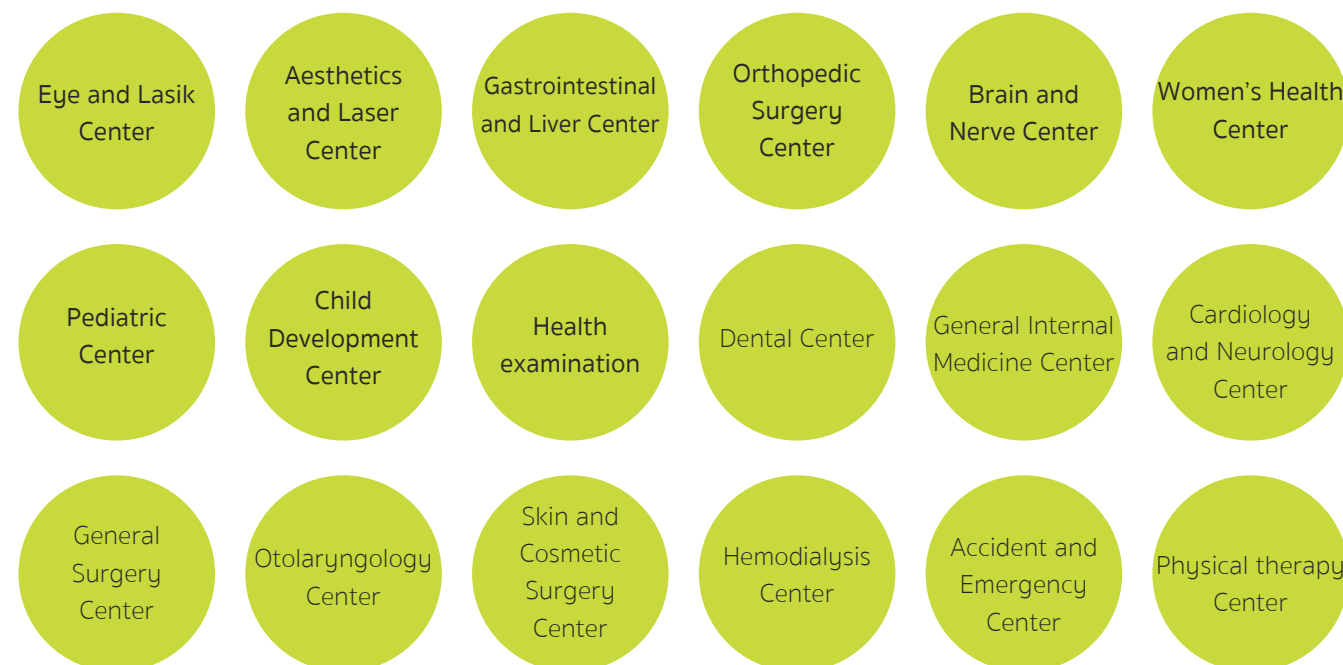 Eye and Lasik
Center
Aesthetics
and Laser
Center
Gastrointestinal
and Liver Center
Orthopedic
Surgery
Center
Brain and
Nerve Center
Women’s Health
Center
Pediatric
Center
Child
Development
Center
Health
examination
Dental Center
General Internal
Medicine Center
Cardiology
and Neurology
Center
General
Surgery
Center
Otolaryngology
Center
Skin and
Cosmetic
Surgery
Center
Hemodialysis
Center
Accident and
Emergency
Center
Physical therapy
Center